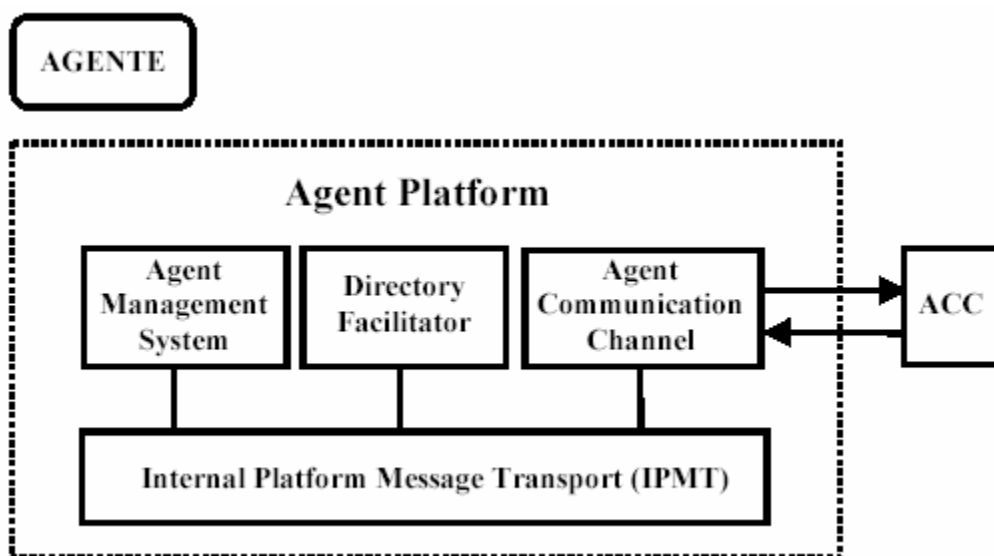 AGENTE
Agent Platform
Agent
Management
System
Directory
Facilitator
Agent
Communication
Channel
ACC
Internal Platform Message Transport (IPMT)